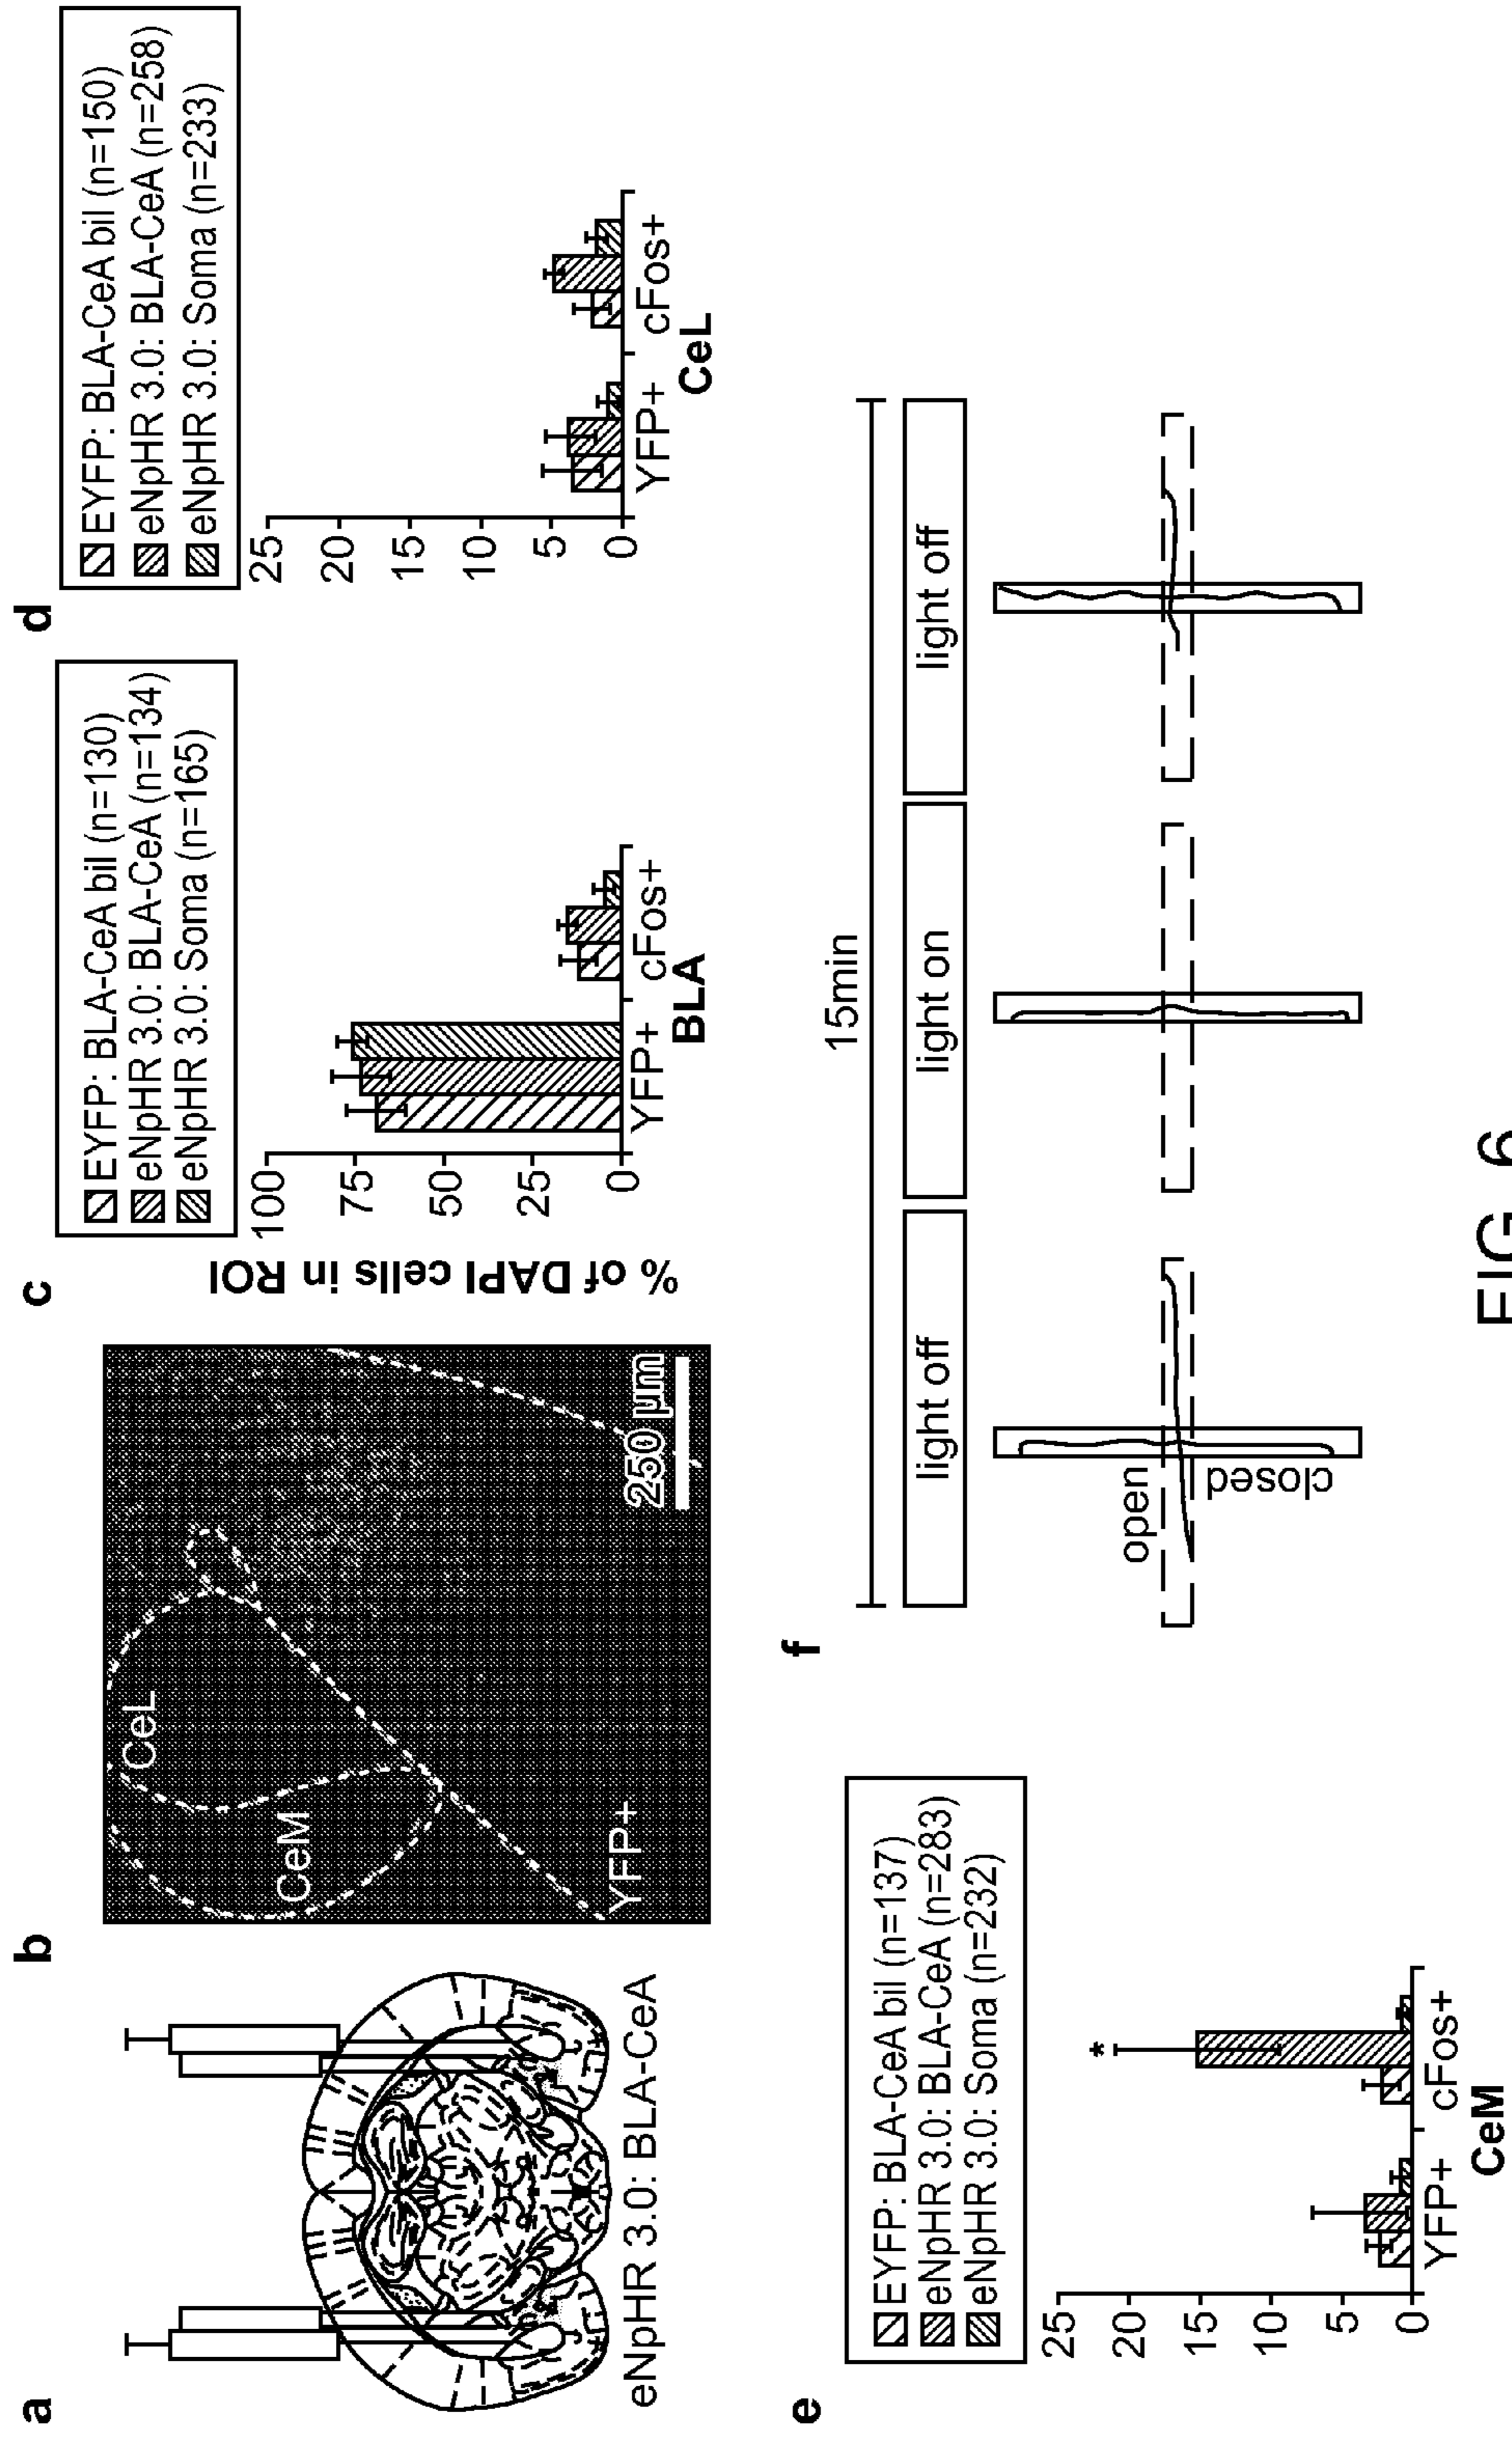 a
eNpHR 3.0: BLA-CeA
b
CeL
CeM
YFP+
250 μm
c
EYFP: BLA-CeA bil (n=130)
eNpHR 3.0: BLA-CeA (n=134)
eNpHR 3.0: Soma (n=165)
% of DAPI cells in ROI
100
75
50
25
0
YFP+ cFos+
BLA
d
EYFP: BLA-CeA bil (n=150)
eNpHR 3.0: BLA-CeA (n=258)
eNpHR 3.0: Soma (n=233)
25
20
15
10
5
0
YFP+ cFos+
CeL
e
EYFP: BLA-CeA bil (n=137)
eNpHR 3.0: BLA-CeA (n=283)
eNpHR 3.0: Soma (n=232)
25
20
15
10
5
0
*
YFP+ cFos+
CeM
f
15min
light off light on light off
open
closed
FIG. 6